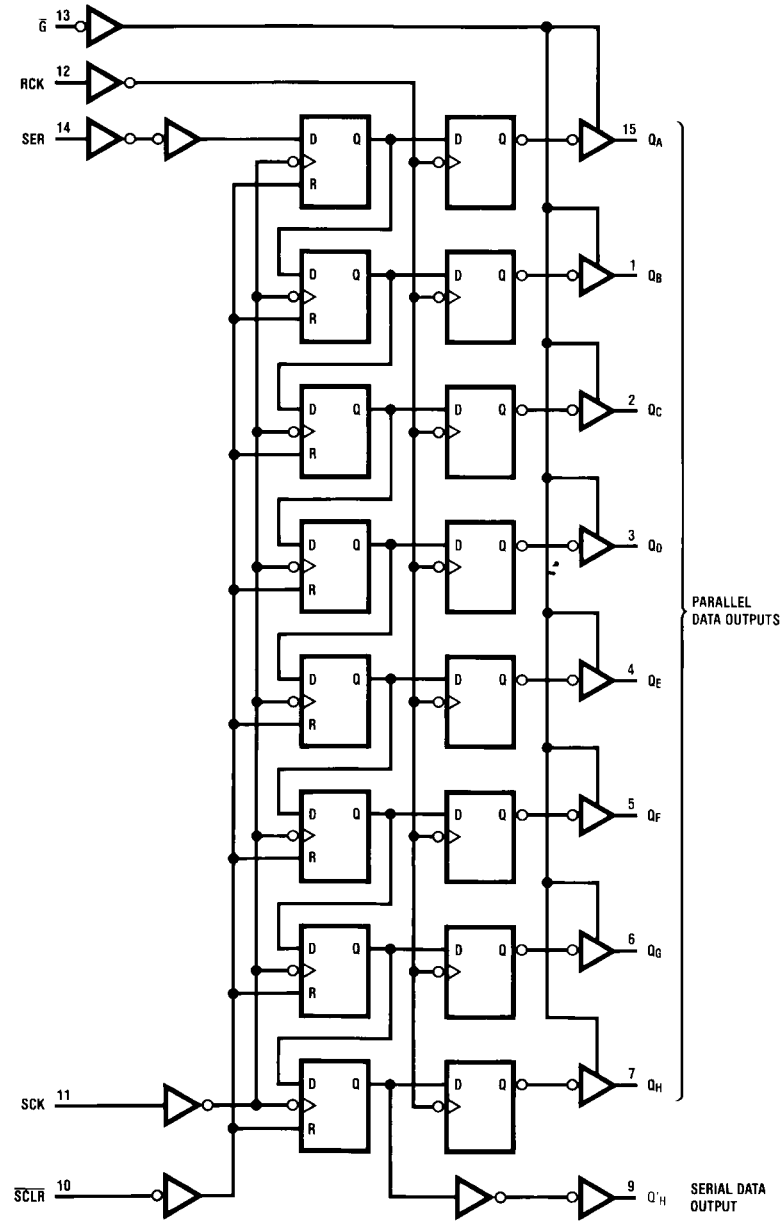 G 13
RCK 12
SER 14
D Q D Q 15 QA
R
D Q D 1 QB
R
D Q D 2 QC
R
D Q D 3 QD
R
PARALLEL
DATA OUTPUTS
D Q D 4 QE
R
D Q D 5 QF
R
D Q D 6 QG
R
D Q D 7 QH
SCK 11
R
SCLR 10
9 Q'H SERIAL DATA
OUTPUT